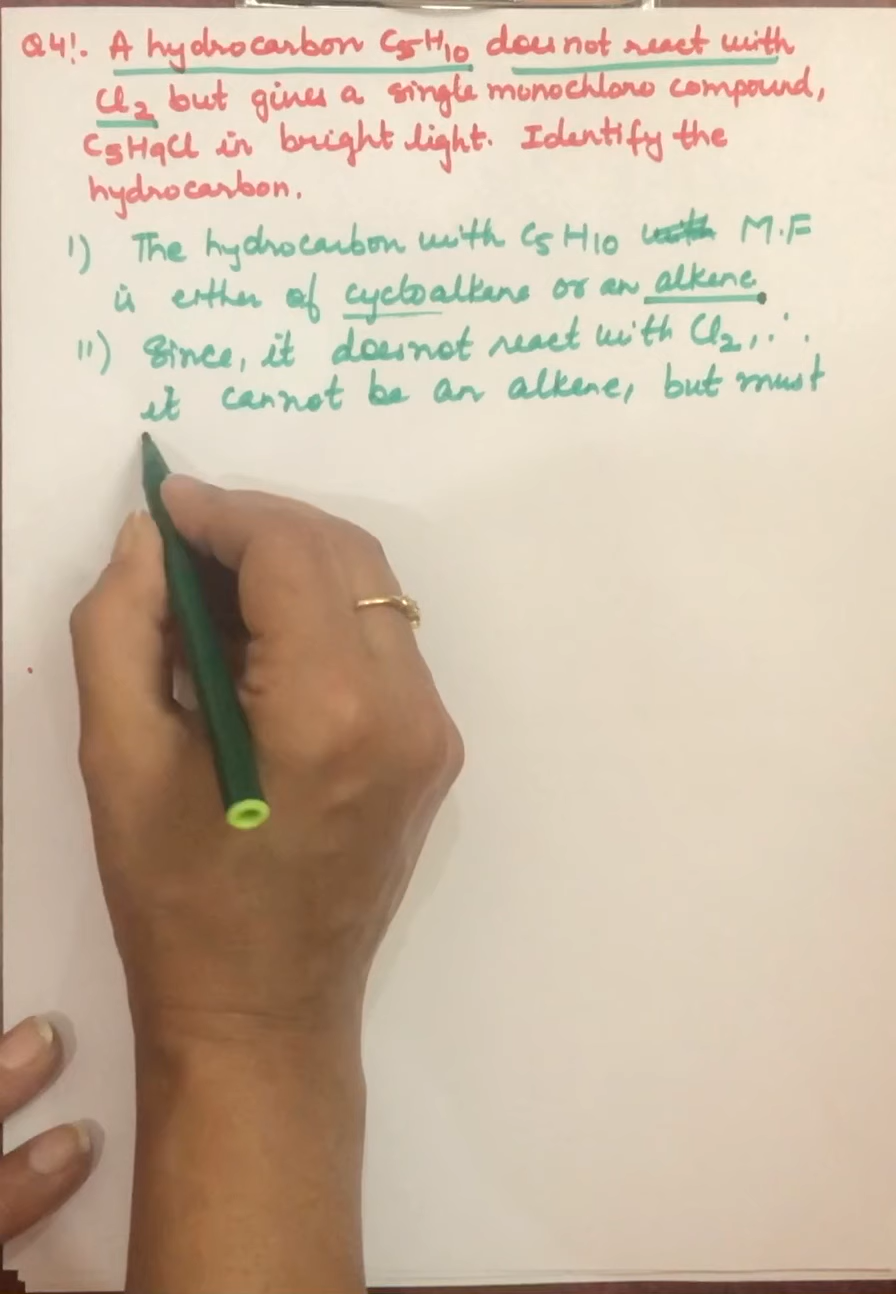 Q4!. A hydrocarbon C5H10 does not react with
Cl2 but gives a single monochloro compound,
C5H9Cl in bright light. Identify the
hydrocarbon.
1) The hydrocarbon with C5H10 with M.F
is either of cycloalkane or an alkene.
11) Since, it doesnot react with Cl2, ∴
it cannot be an alkene, but must